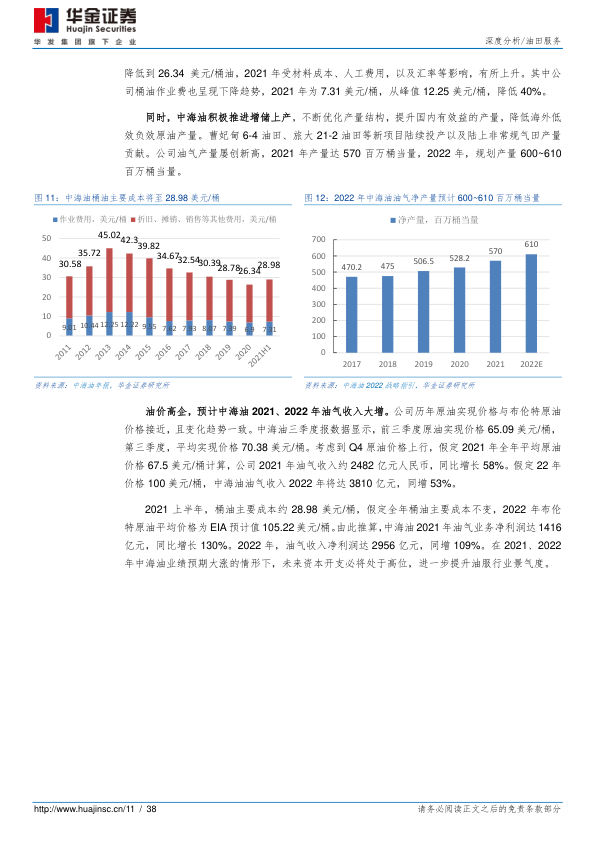 华金证券
Huajin Securities
华发集团旗下企业
深度分析/油田服务
降低到 26.34 美元/桶油，2021 年受材料成本、人工费用，以及汇率等影响，有所上升。其中公
司桶油作业费也呈现下降趋势，2021 年为 7.31 美元/桶，从峰值 12.25 美元/桶，降低 40%。
同时，中海油积极推进增储上产，不断优化产量结构，提升国内有效益的产量，降低海外低
效负效原油产量。曹妃甸 6-4 油田、旅大 21-2 油田等新项目陆续投产以及陆上非常规气田产量
贡献。公司油气产量屡创新高，2021 年产量达 570 百万桶当量，2022 年，规划产量 600~610
百万桶当量。
图 11：中海油桶油主要成本将至 28.98 美元/桶
作业费用，美元/桶 折旧、摊销、销售等其他费用，美元/桶
50
40
30
20
10
0
30.58 35.72 45.02 42.3 39.82 34.67 32.54 30.39 28.78 26.34 28.98
9.01 10.44 12.25 12.22 9.55 7.62 7.83 8.07 7.39 6.9 7.31
2011 2012 2013 2014 2015 2016 2017 2018 2019 2020 2021H1
资料来源：中海油年报，华金证券研究所
图 12：2022 年中海油油气净产量预计 600~610 百万桶当量
净产量，百万桶当量
700
600
500
400
300
200
100
0
470.2 475 506.5 528.2 570 610
2017 2018 2019 2020 2021 2022E
资料来源：中海油 2022 战略指引，华金证券研究所
油价高企，预计中海油 2021、2022 年油气收入大增。公司历年原油实现价格与布伦特原油
价格接近，且变化趋势一致。中海油三季度报数据显示，前三季度原油实现价格 65.09 美元/桶，
第三季度，平均实现价格 70.38 美元/桶。考虑到 Q4 原油价格上行，假定 2021 年全年平均原油
价格 67.5 美元/桶计算，公司 2021 年油气收入约 2482 亿元人民币，同比增长 58%。假定 22 年
价格 100 美元/桶，中海油油气收入 2022 年将达 3810 亿元，同增 53%。
2021 上半年，桶油主要成本约 28.98 美元/桶，假定全年桶油主要成本不变，2022 年布伦
特原油平均价格为 EIA 预计值 105.22 美元/桶。由此推算，中海油 2021 年油气业务净利润达 1416
亿元，同比增长 130%。2022 年，油气收入净利润达 2956 亿元，同增 109%。在 2021、2022
年中海油业绩预期大涨的情形下，未来资本开支必将处于高位，进一步提升油服行业景气度。
http://www.huajinsc.cn/11 / 38
请务必阅读正文之后的免责条款部分